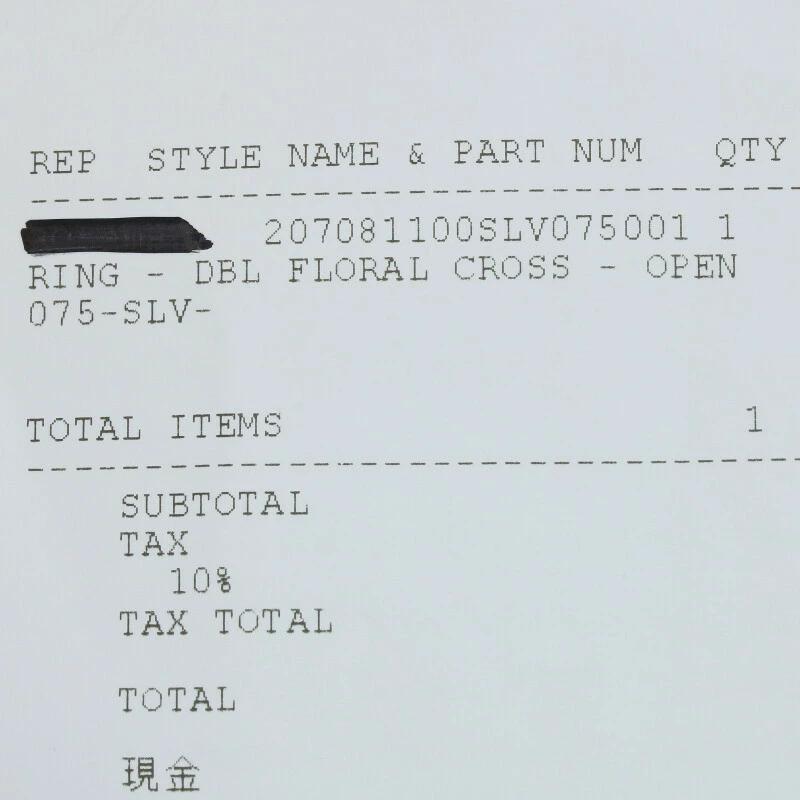 REP STYLE NAME & PART NUM QTY
207081100SLV075001 1
RING - DBL FLORAL CROSS - OPEN
075-SLV-
TOTAL ITEMS 1
SUBTOTAL
TAX
10%
TAX TOTAL
TOTAL
現金